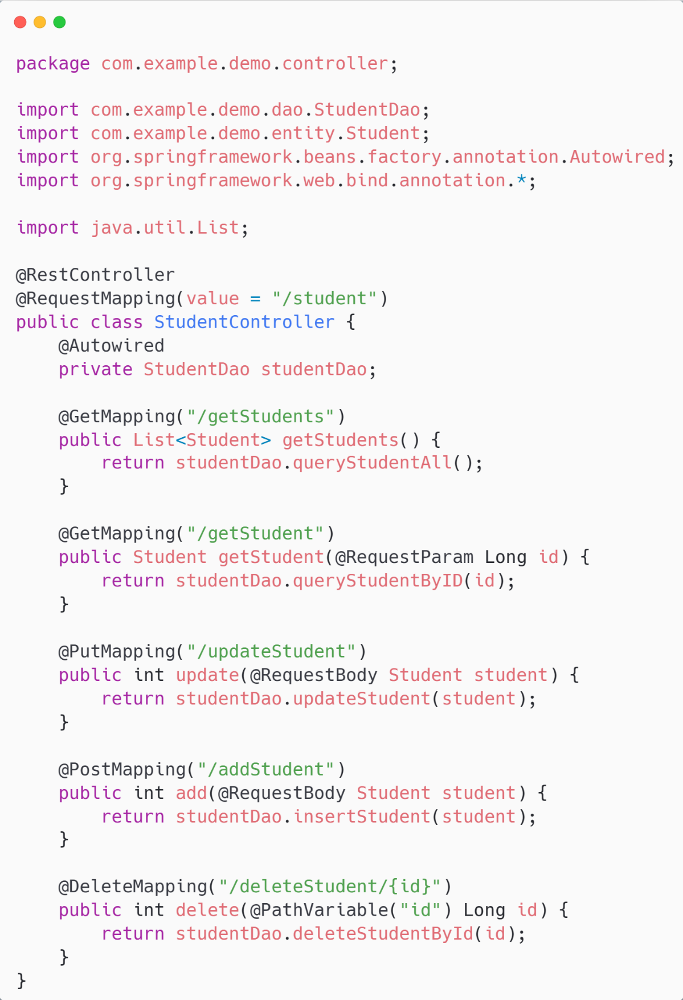 package com.example.demo.controller;

import com.example.demo.dao.StudentDao;
import com.example.demo.entity.Student;
import org.springframework.beans.factory.annotation.Autowired;
import org.springframework.web.bind.annotation.*;

import java.util.List;

@RestController
@RequestMapping(value = "/student")
public class StudentController {
    @Autowired
    private StudentDao studentDao;

    @GetMapping("/getStudents")
    public List<Student> getStudents() {
        return studentDao.queryStudentAll();
    }

    @GetMapping("/getStudent")
    public Student getStudent(@RequestParam Long id) {
        return studentDao.queryStudentByID(id);
    }

    @PutMapping("/updateStudent")
    public int update(@RequestBody Student student) {
        return studentDao.updateStudent(student);
    }

    @PostMapping("/addStudent")
    public int add(@RequestBody Student student) {
        return studentDao.insertStudent(student);
    }

    @DeleteMapping("/deleteStudent/{id}")
    public int delete(@PathVariable("id") Long id) {
        return studentDao.deleteStudentById(id);
    }
}